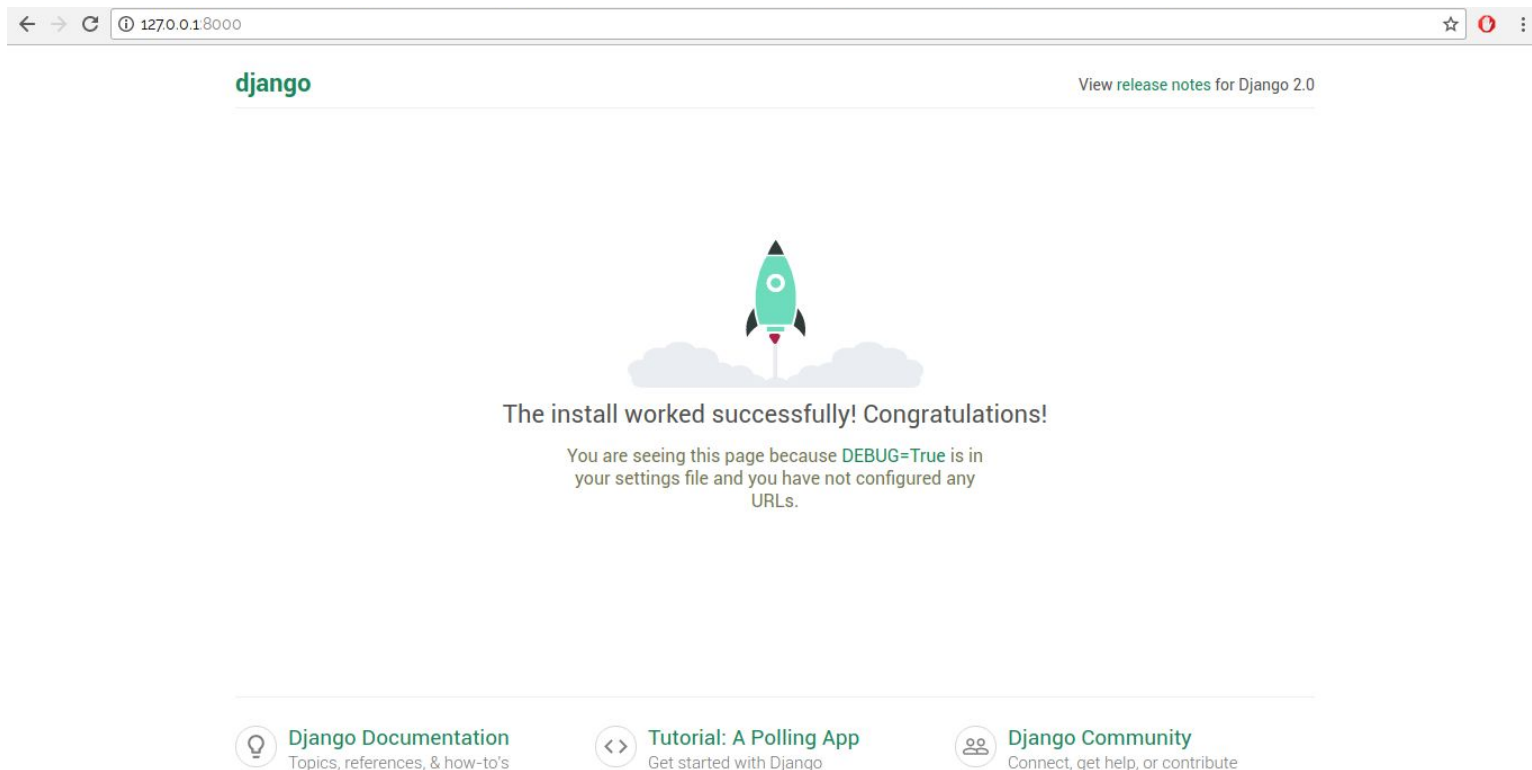 127.0.0.1:8000
django
View release notes for Django 2.0
The install worked successfully! Congratulations!
You are seeing this page because DEBUG=True is in
your settings file and you have not configured any
URLs.
Django Documentation
Topics, references, & how-to's
Tutorial: A Polling App
Get started with Django
Django Community
Connect, get help, or contribute